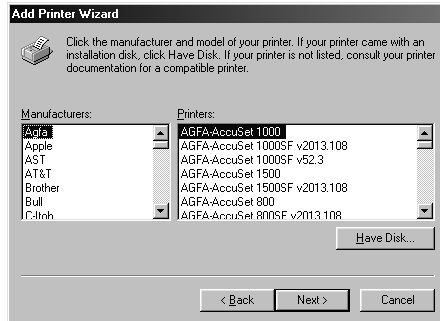 Add Printer Wizard
Click the manufacturer and model of your printer. If your printer came with an
installation disk, click Have Disk. If your printer is not listed, consult your printer
documentation for a compatible printer.
Manufacturers:
Agfa
Apple
AST
AT&T
Brother
Bull
C-Itoh
Printers:
AGFA-AccuSet 1000
AGFA-AccuSet 1000SF v2013.108
AGFA-AccuSet 1000SF v52.3
AGFA-AccuSet 1500
AGFA-AccuSet 1500SF v2013.108
AGFA-AccuSet 800
AGFA-AccuSet 800SF v2013.108
Have Disk...
< Back
Next >
Cancel